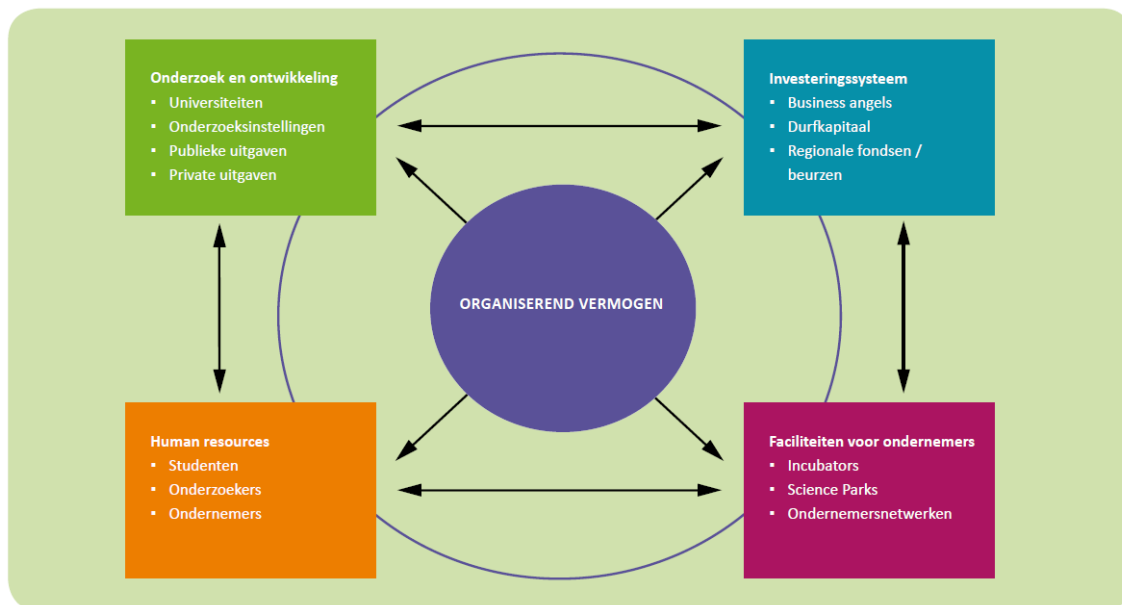 Onderzoek en ontwikkeling
▪ Universiteiten
▪ Onderzoeksinstellingen
▪ Publieke uitgaven
▪ Private uitgaven
Investeringssysteem
▪ Business angels
▪ Durfkapitaal
▪ Regionale fondsen /
beurzen
ORGANISEREND VERMOGEN
Human resources
▪ Studenten
▪ Onderzoekers
▪ Ondernemers
Faciliteiten voor ondernemers
▪ Incubators
▪ Science Parks
▪ Ondernemersnetwerken